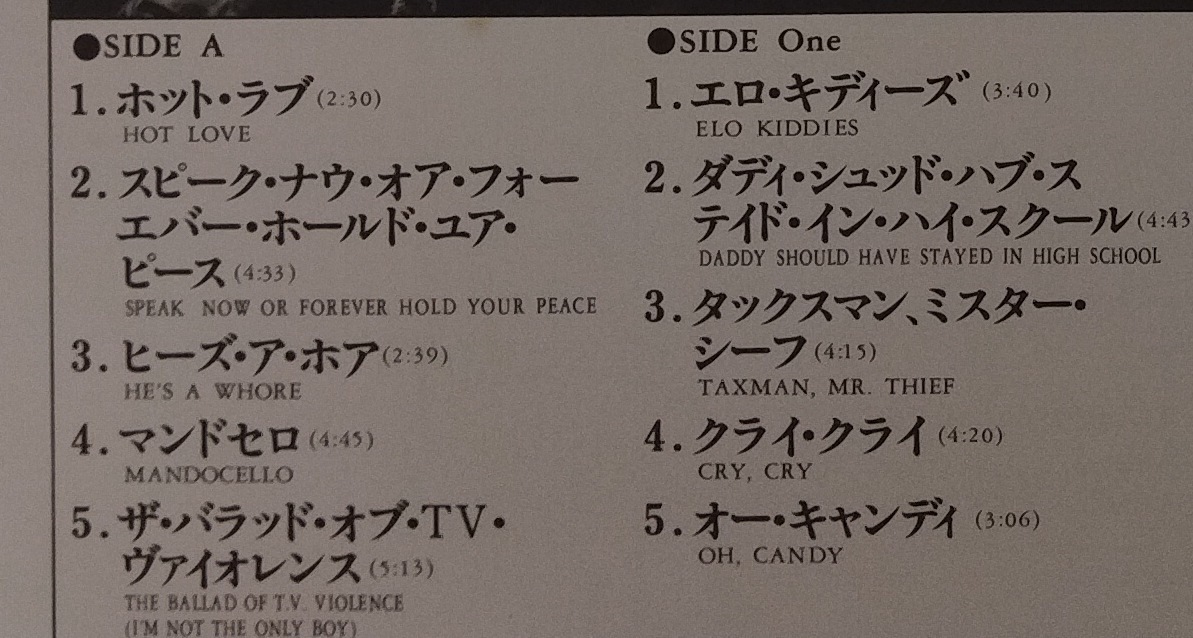 ●SIDE A
1.ホット・ラブ(2:30)
HOT LOVE
2.スピーク・ナウ・オア・フォー
エバー・ホールド・ユア・
ピース(4:33)
SPEAK NOW OR FOREVER HOLD YOUR PEACE
3.ヒーズ・ア・ホア(2:39)
HE'S A WHORE
4.マンドセロ(4:45)
MANDOCELLO
5.ザ・バラッド・オブ・TV・
ヴァイオレンス(5:13)
THE BALLAD OF T.V. VIOLENCE
(I'M NOT THE ONLY BOY)
●SIDE One
1.エロ・キディーズ(3:40)
ELO KIDDIES
2.ダディ・シュッド・ハブ・ス
テイド・イン・ハイ・スクール(4:43
DADDY SHOULD HAVE STAYED IN HIGH SCHOOL
3.タックスマン、ミスター・
シーフ(4:15)
TAXMAN, MR. THIEF
4.クライ・クライ(4:20)
CRY, CRY
5.オー・キャンディ(3:06)
OH, CANDY